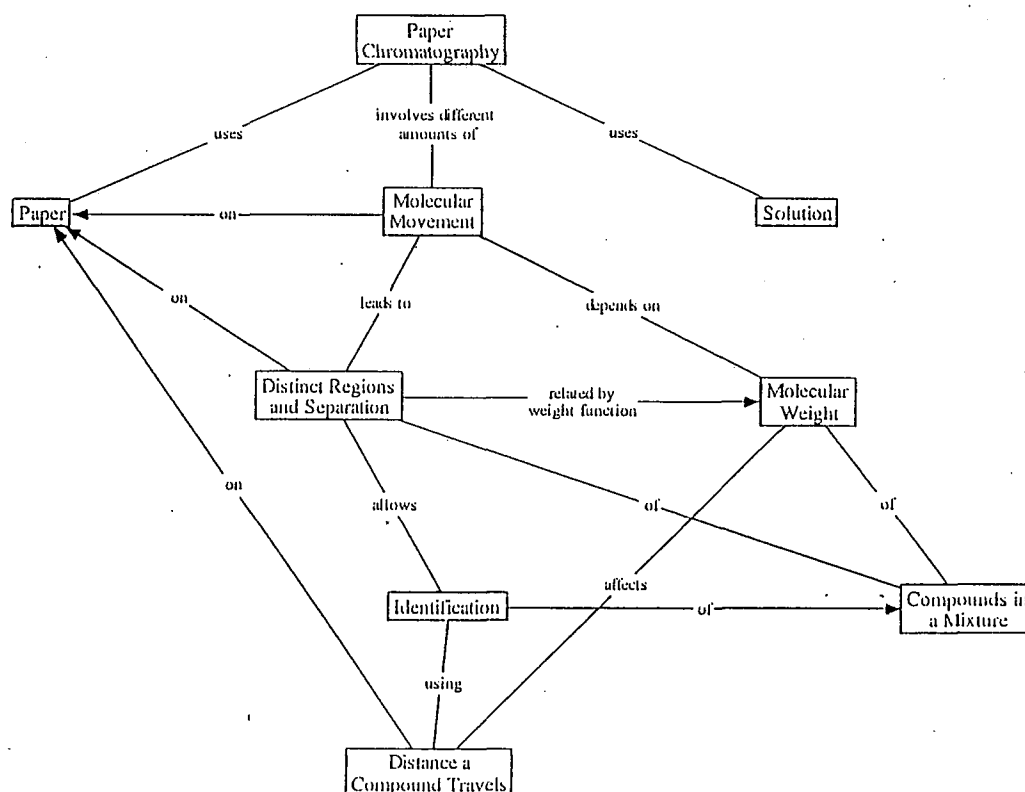 Paper
Chromatography
involves different
amounts of
uses
uses
Paper
on
Molecular
Movement
Solution
on
leads to
depends on
Distinct Regions
and Separation
related by
weight function
Molecular
Weight
on
allows
of
of
affects
Identification
of
Compounds in
a Mixture
using
Distance a
Compound Travels